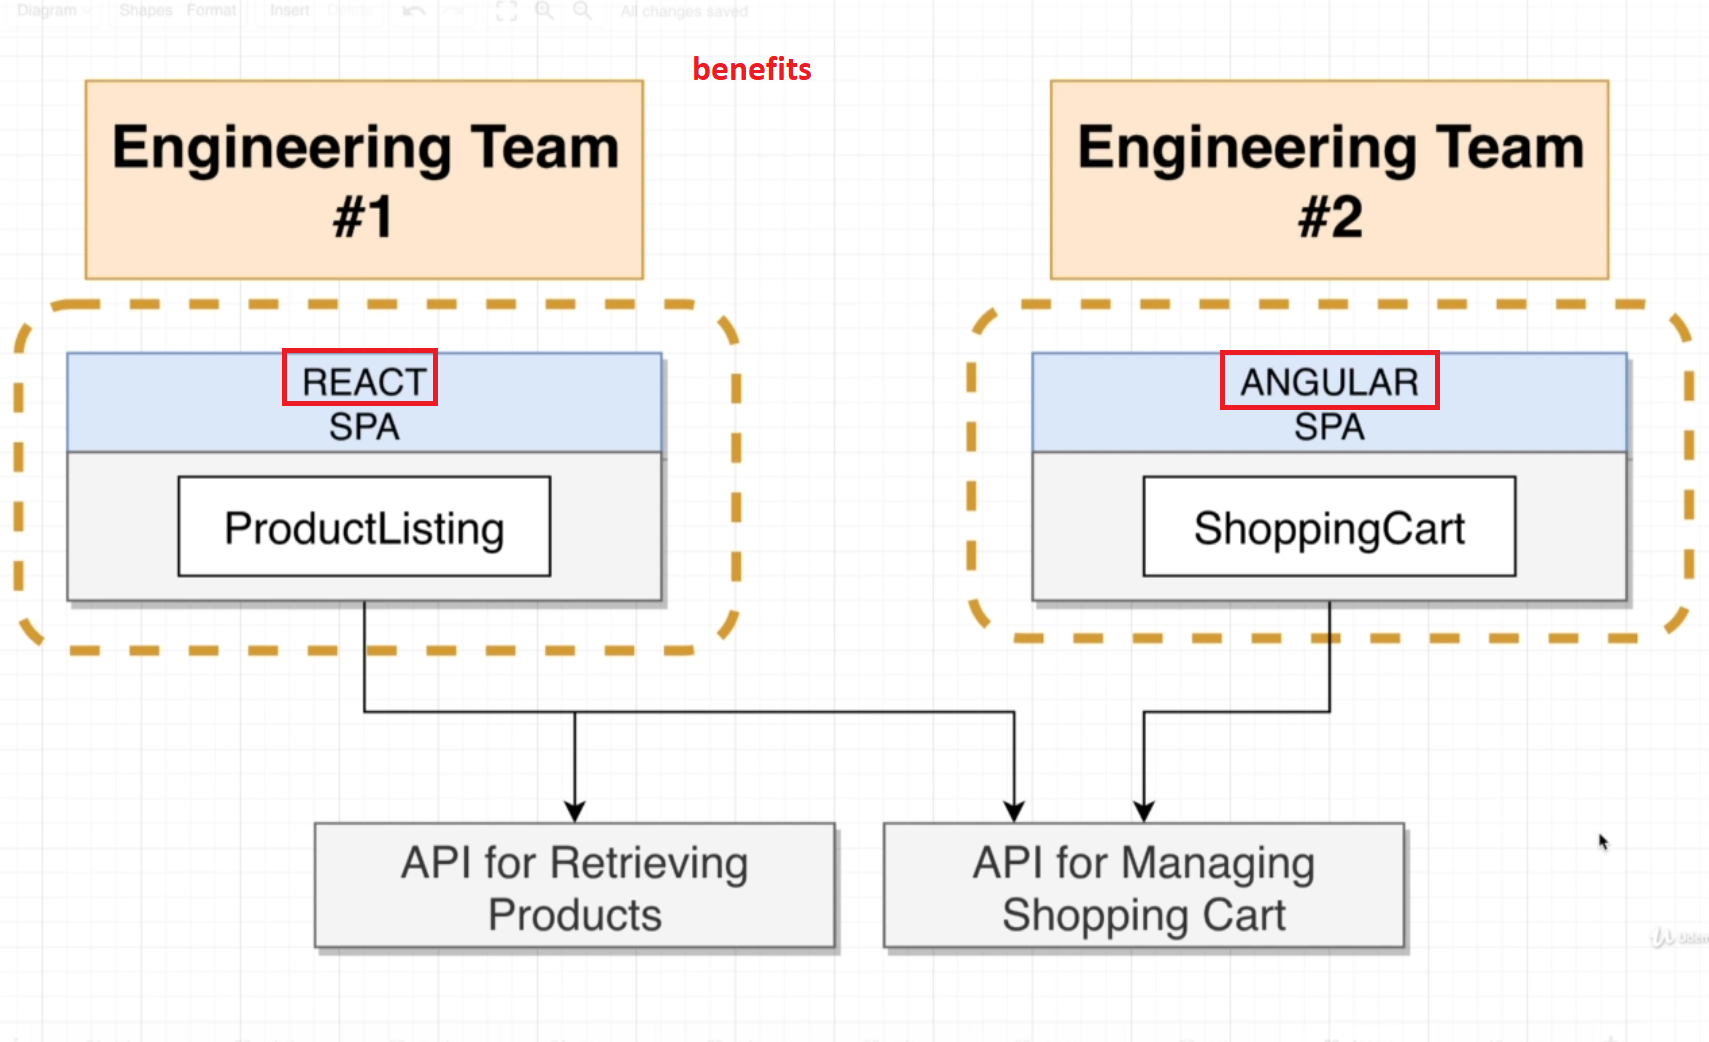 Diagram Shapes Format Insert Delete All changes saved
benefits
Engineering Team
#1
Engineering Team
#2
REACT
SPA
ANGULAR
SPA
ProductListing
ShoppingCart
API for Retrieving
Products
API for Managing
Shopping Cart